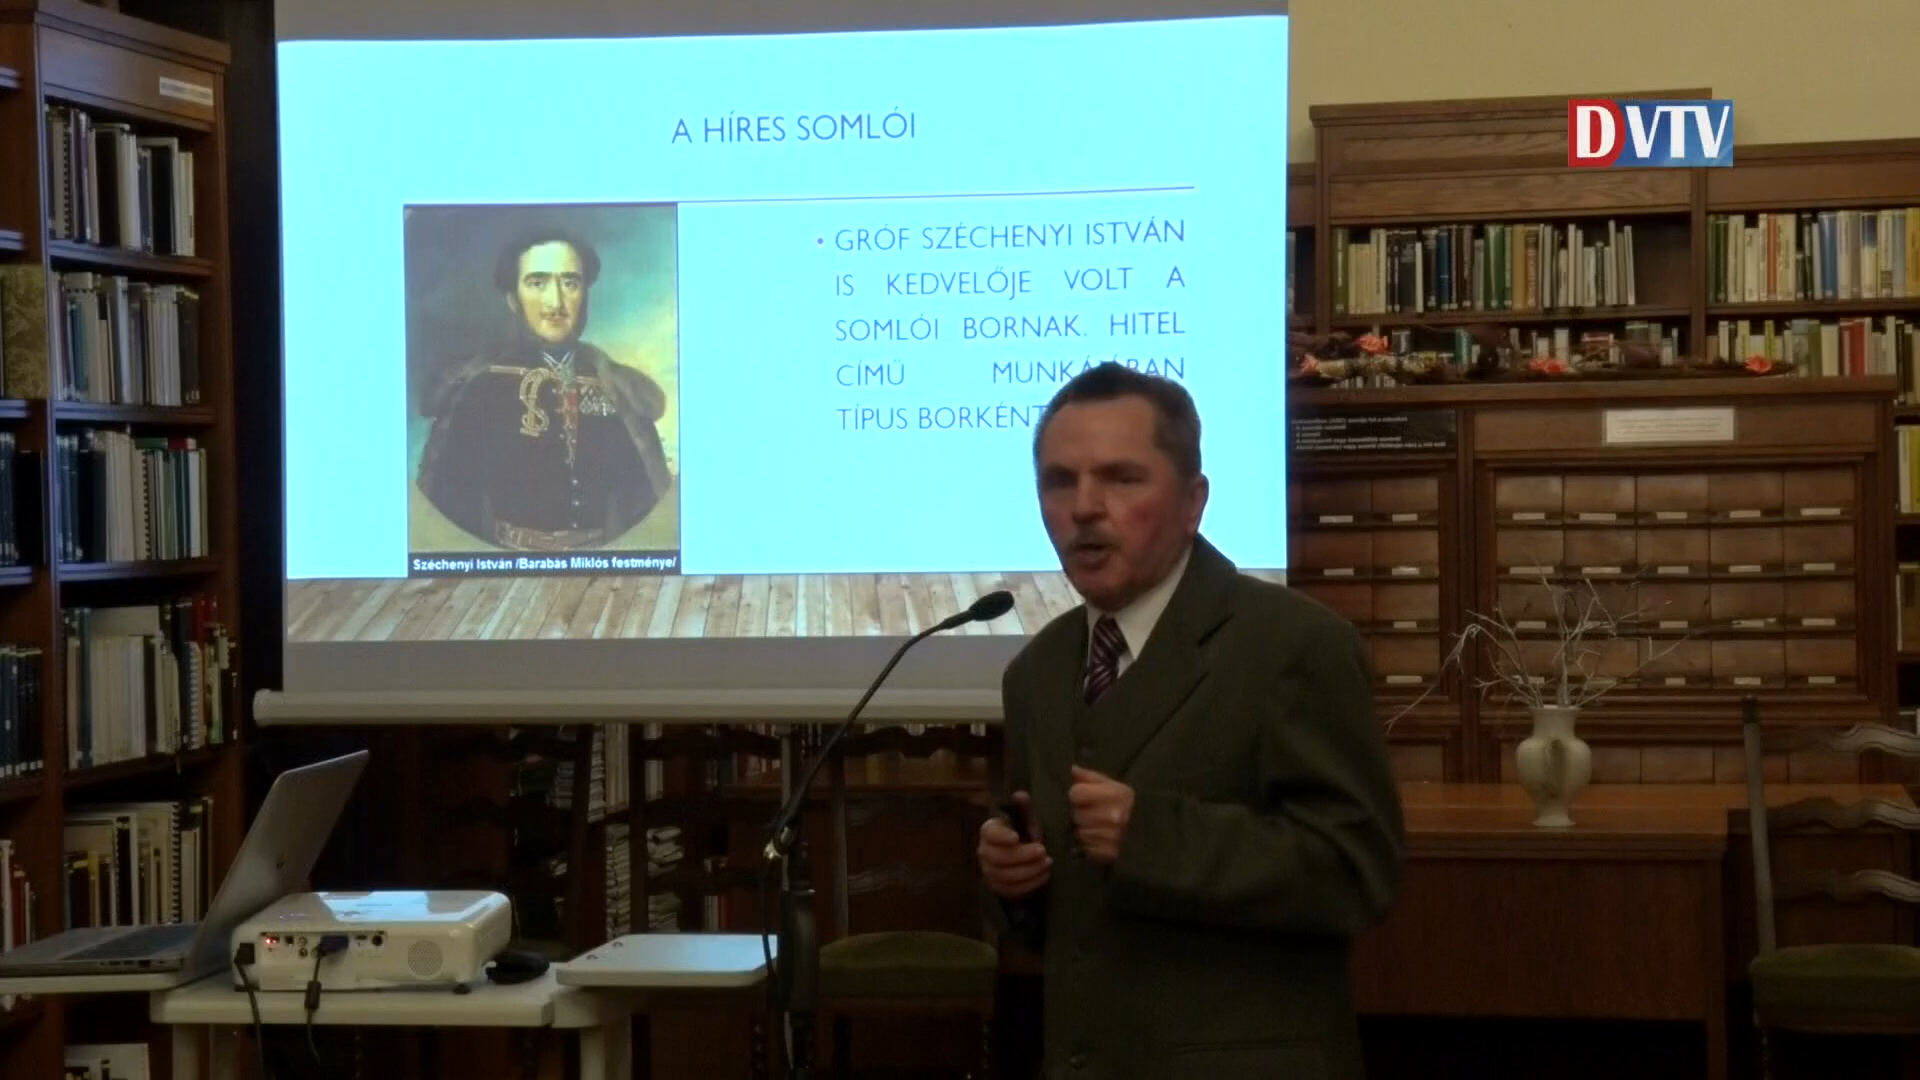 A HÍRES SOMLÓI
DVTV
• GRÓF SZÉCHENYI ISTVÁN
IS KEDVELŐJE VOLT A
SOMLÓI BORNAK. HITEL
CÍMŰ
TÍPUS BORKÉNT
Széchenyi István /Barabás Miklós festménye/